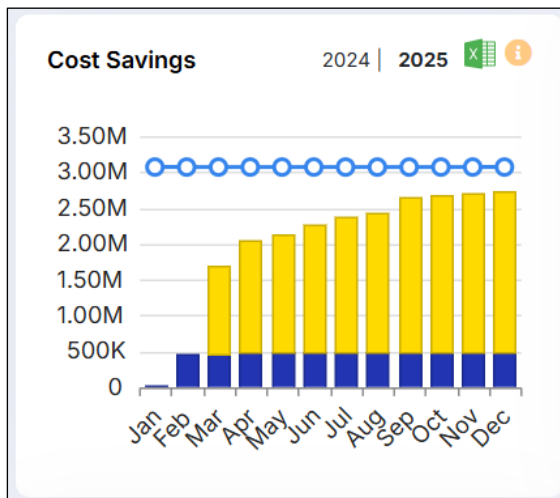 Cost Savings 2024 | 2025 X i
3.50M
3.00M
2.50M
2.00M
1.50M
1.00M
500K
0
Jan Feb Mar Apr May Jun Jul Aug Sep Oct Nov Dec